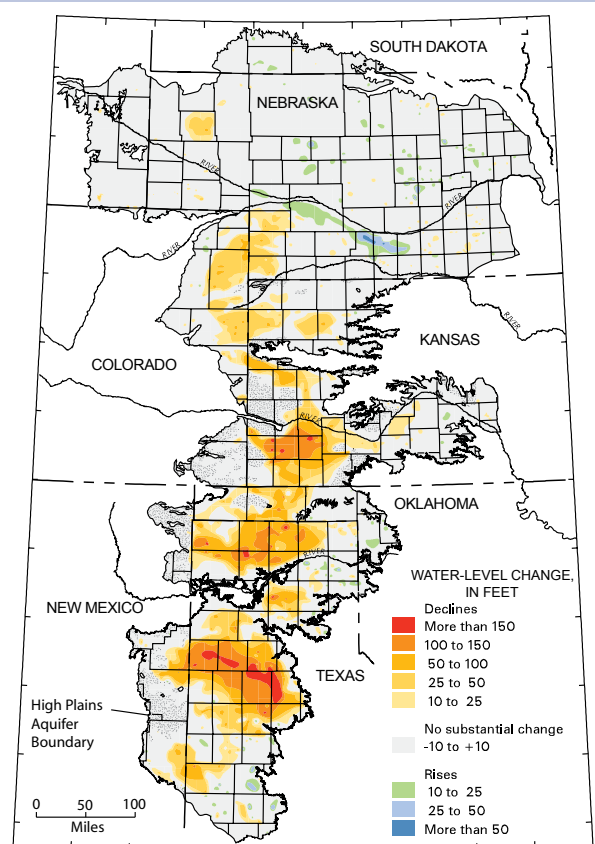 SOUTH DAKOTA
NEBRASKA
RIVER
RIVER
RIVER
RIVER
KANSAS
COLORADO
RIVER
OKLAHOMA
RIVER
NEW MEXICO
TEXAS
High Plains
Aquifer
Boundary
0 50 100
Miles
WATER-LEVEL CHANGE,
IN FEET
Declines
More than 150
100 to 150
50 to 100
25 to 50
10 to 25
No substantial change
-10 to +10
Rises
10 to 25
25 to 50
More than 50